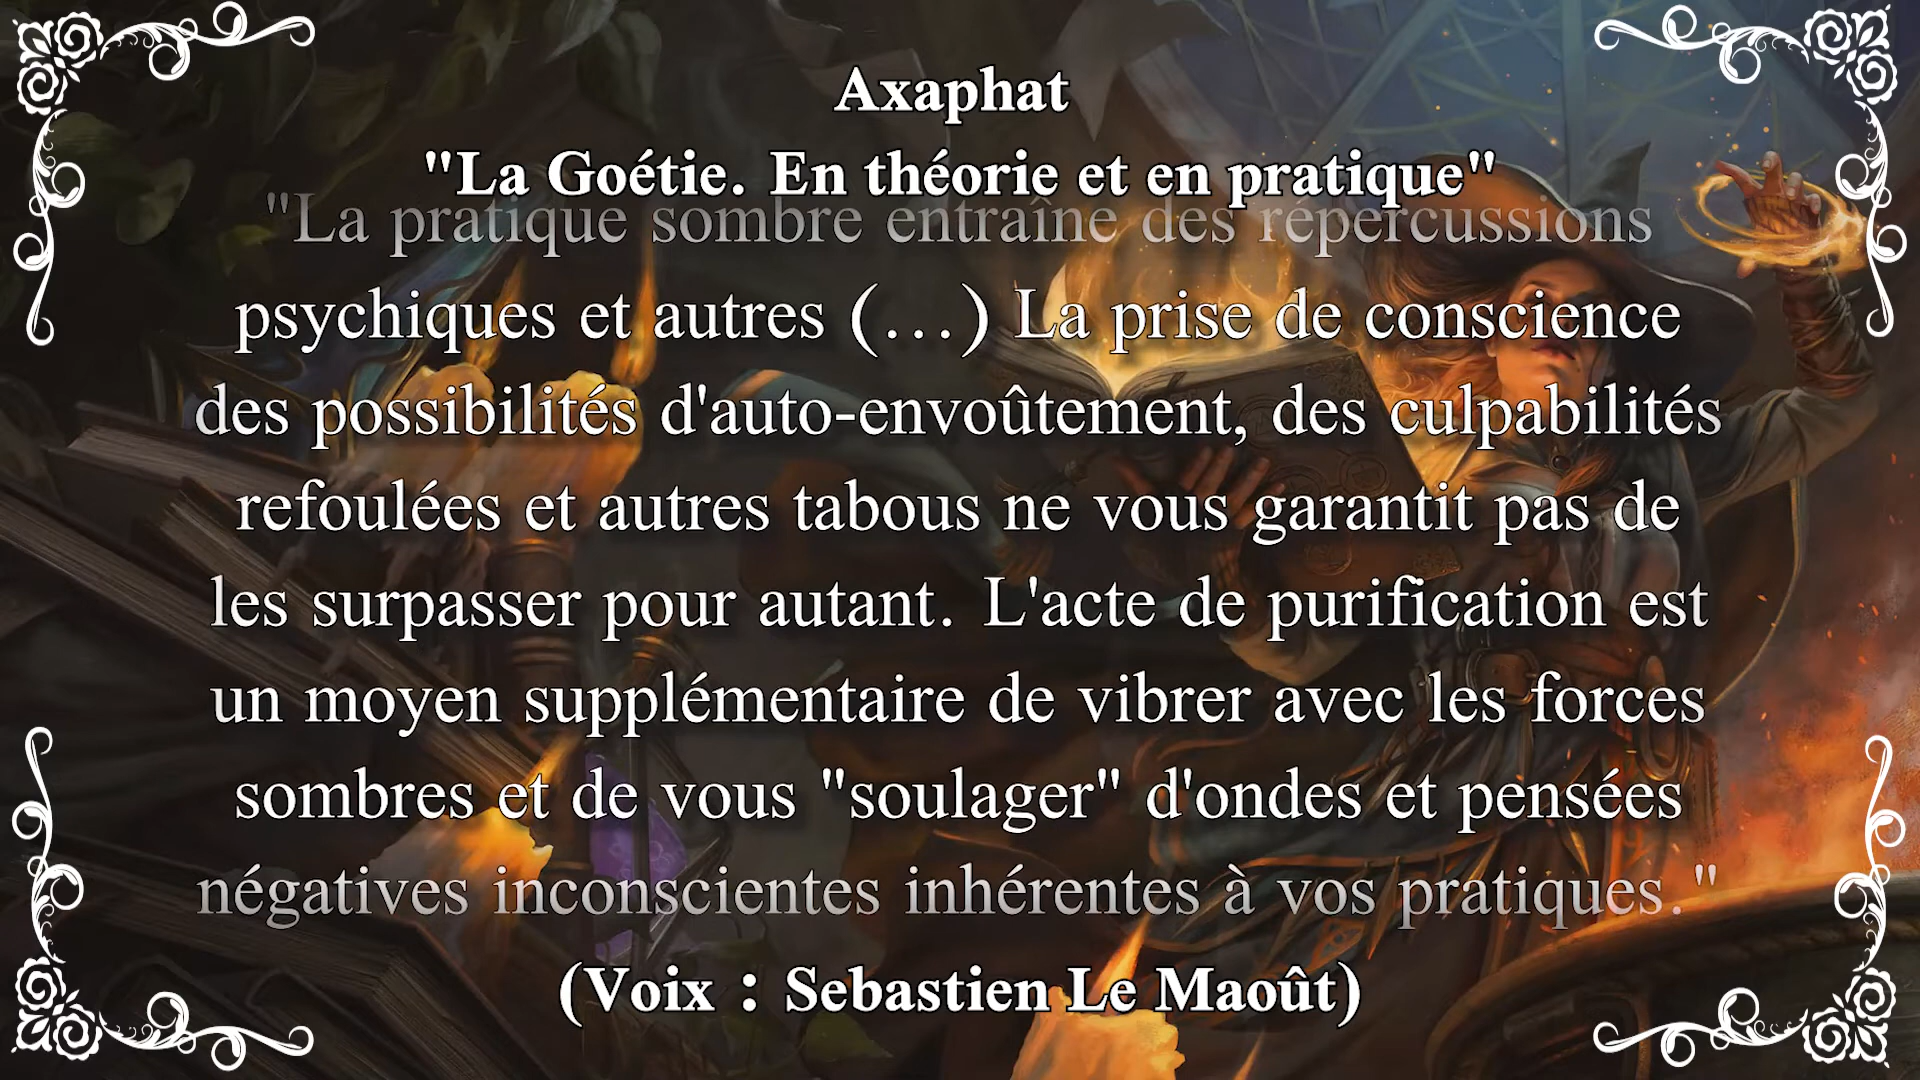 Axaphat
"La Goétie. En théorie et en pratique"
"La pratique sombre entraîne des répercussions
psychiques et autres (…) La prise de conscience
des possibilités d'auto-envoûtement, des culpabilités
refoulées et autres tabous ne vous garantit pas de
les surpasser pour autant. L'acte de purification est
un moyen supplémentaire de vibrer avec les forces
sombres et de vous "soulager" d'ondes et pensées
négatives inconscientes inhérentes à vos pratiques."
(Voix : Sebastien Le Maoût)